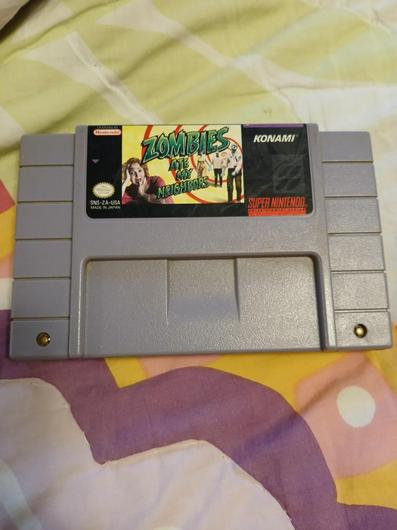 Nintendo
ZOMBIES
ATE
MY
NEIGHBORS
KONAMI
SNS-ZA-USA
MADE IN JAPAN
SUPER NINTENDO